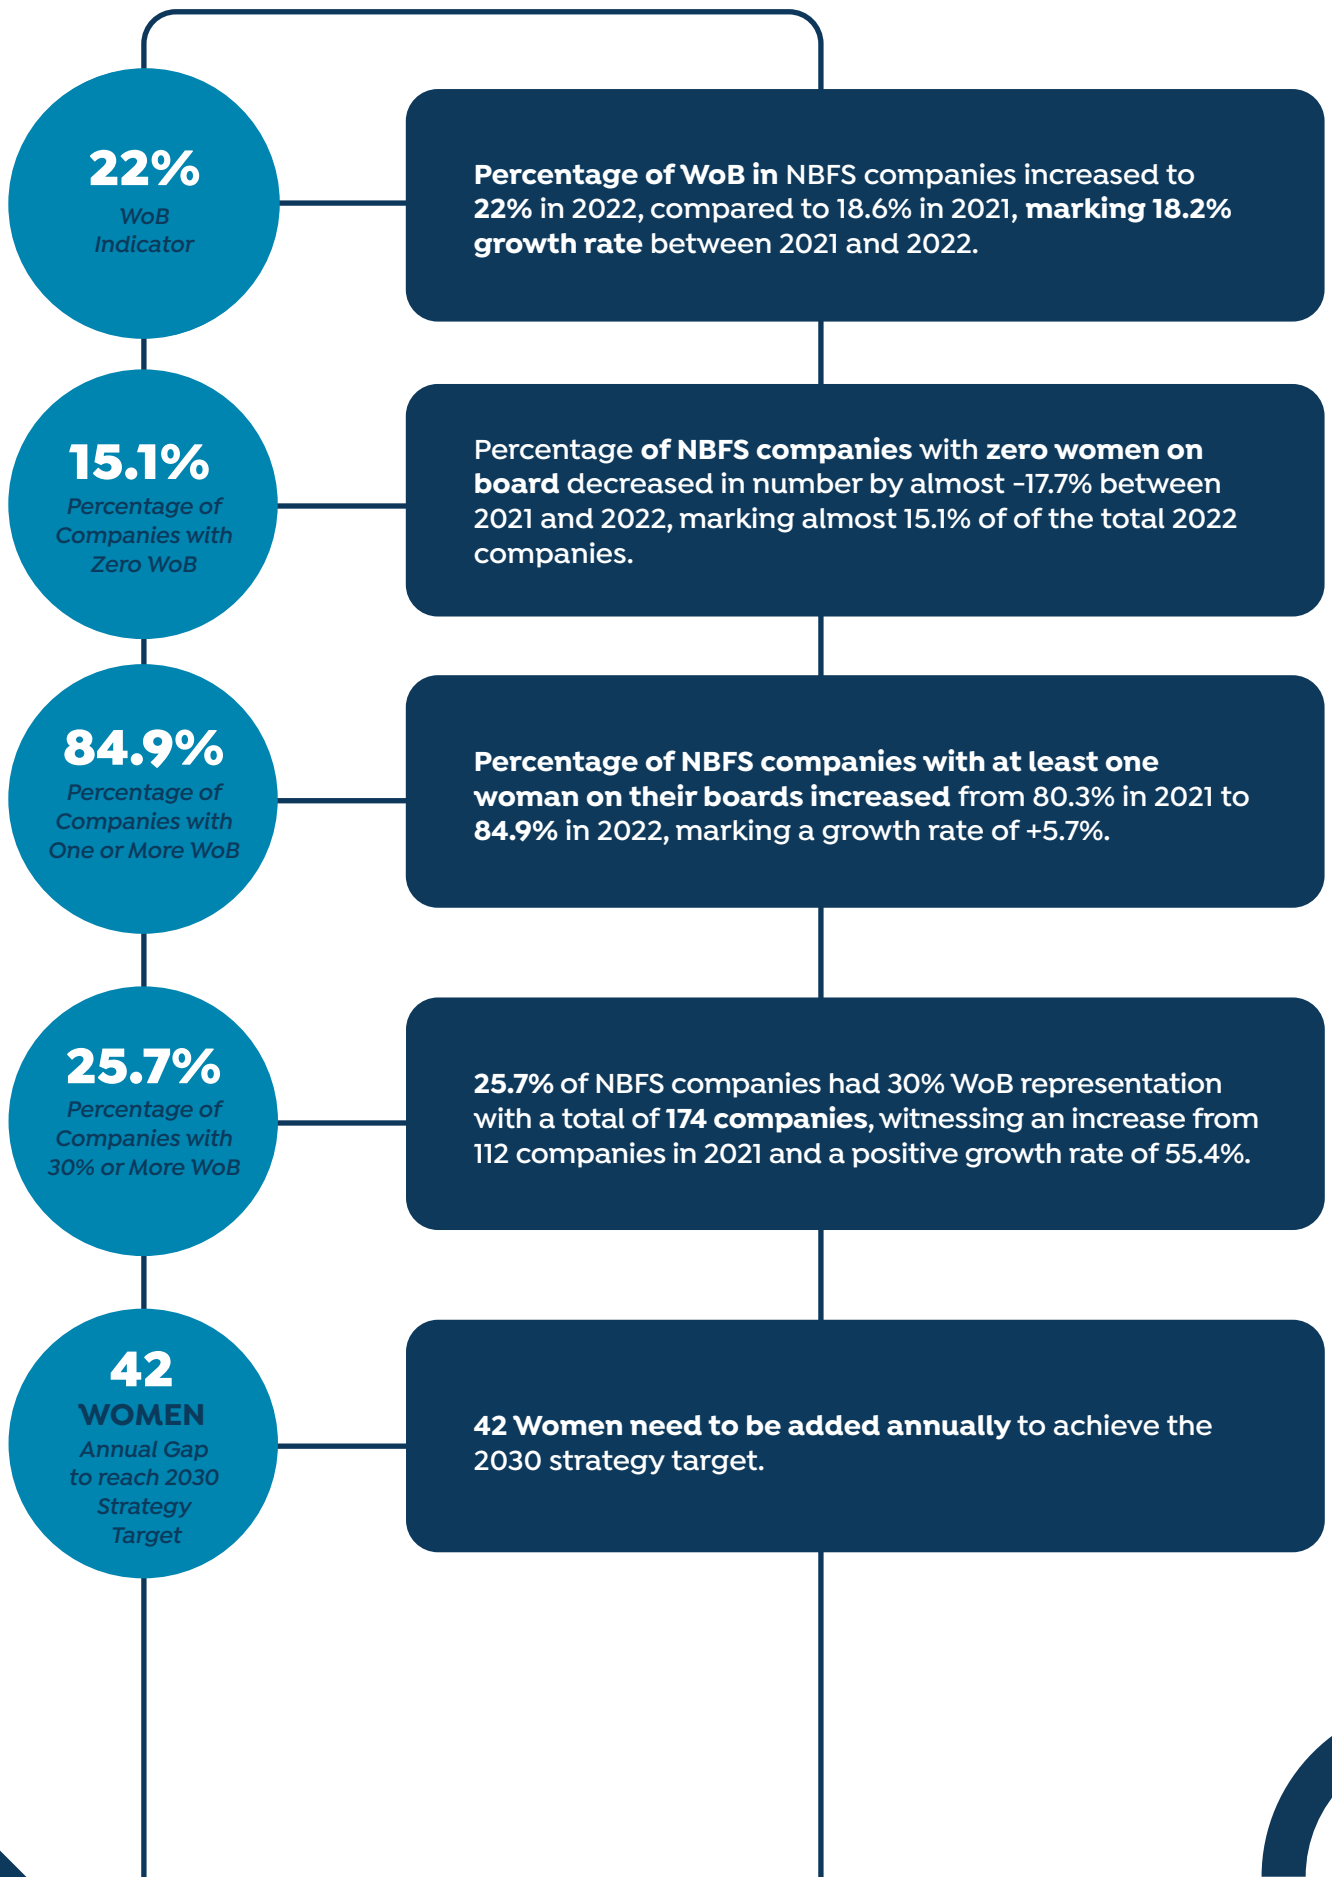 22%
WoB
Indicator
Percentage of WoB in NBFS companies increased to
22% in 2022, compared to 18.6% in 2021, marking 18.2%
growth rate between 2021 and 2022.
15.1%
Percentage of
Companies with
Zero WoB
Percentage of NBFS companies with zero women on
board decreased in number by almost -17.7% between
2021 and 2022, marking almost 15.1% of of the total 2022
companies.
84.9%
Percentage of
Companies with
One or More WoB
Percentage of NBFS companies with at least one
woman on their boards increased from 80.3% in 2021 to
84.9% in 2022, marking a growth rate of +5.7%.
25.7%
Percentage of
Companies with
30% or More WoB
25.7% of NBFS companies had 30% WoB representation
with a total of 174 companies, witnessing an increase from
112 companies in 2021 and a positive growth rate of 55.4%.
42
WOMEN
Annual Gap
to reach 2030
Strategy
Target
42 Women need to be added annually to achieve the
2030 strategy target.